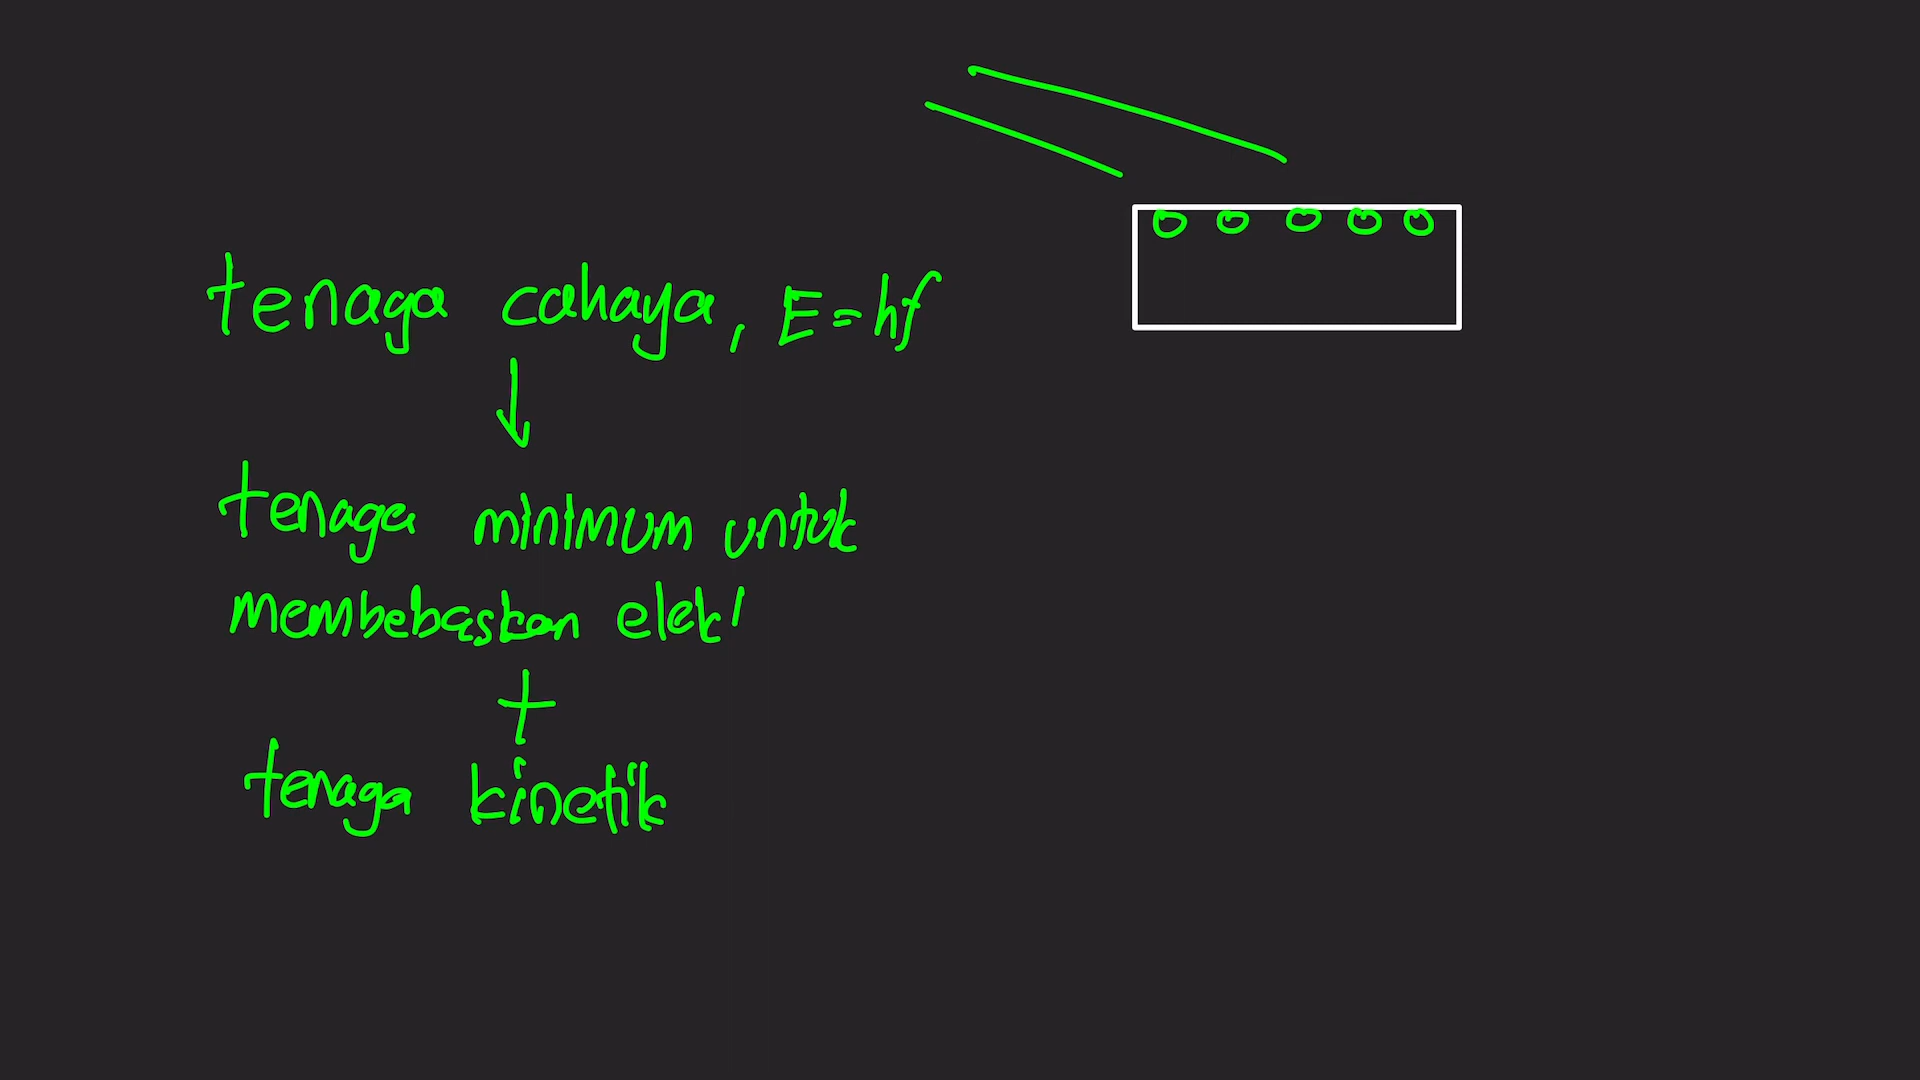 tenaga cahaya, E = hf
↓
tenaga minimum untuk
membebaskan elek
+
tenaga kinetik